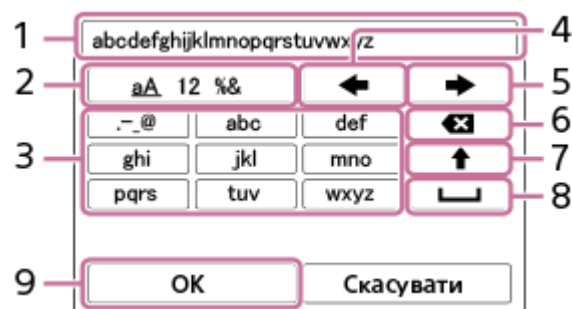 1 abcdefghijklmnopqrstuvwxyz 4
2 aA 12 %& 5
.-_@ abc def 6
3 ghi jkl mno 7
pqrs tuv wxyz 8
9 OK Скасувати